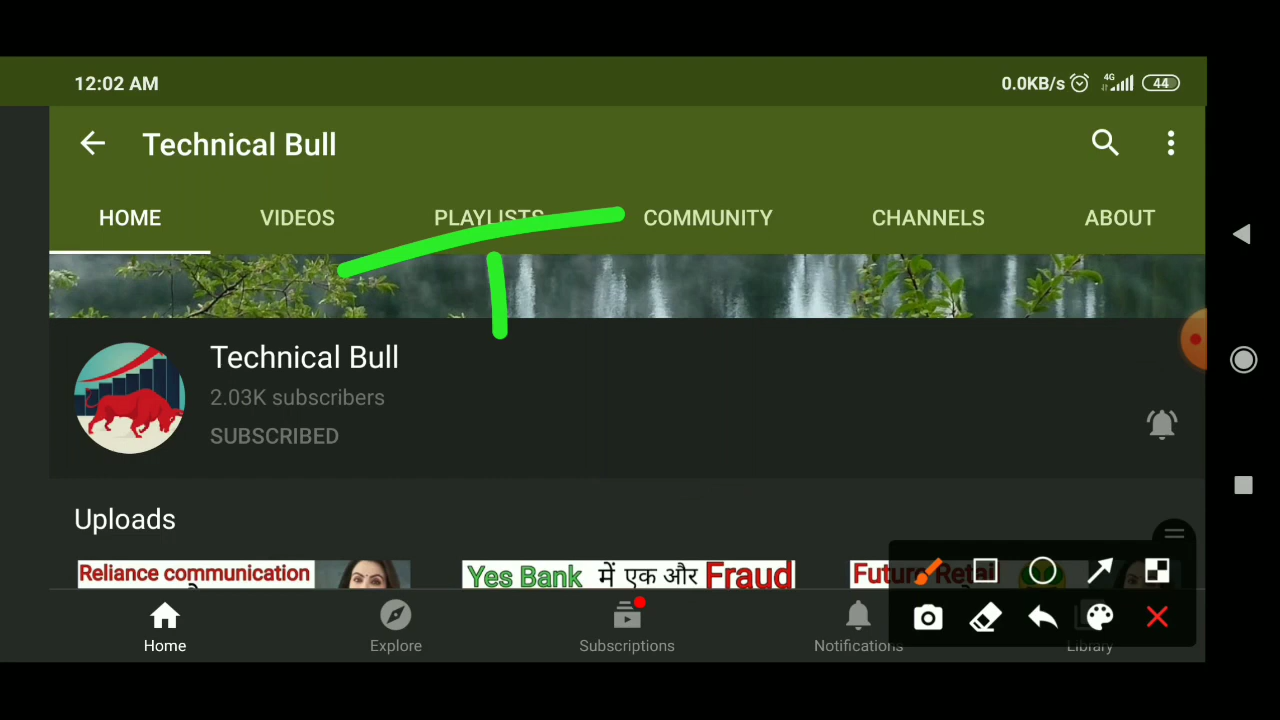 12:02 AM 0.0KB/s 4G 44
Technical Bull
HOME VIDEOS PLAYLISTS COMMUNITY CHANNELS ABOUT
Technical Bull
2.03K subscribers
SUBSCRIBED
Uploads
Reliance communication Yes Bank में एक और Fraud Future Retail
Home Explore Subscriptions Notifications Library